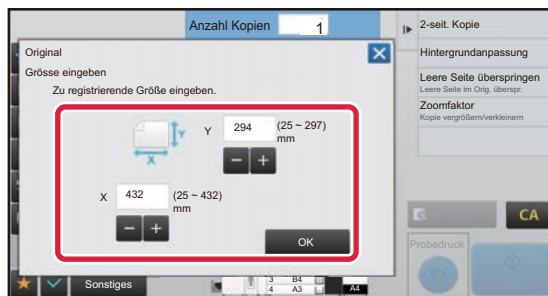 Anzahl Kopien 1
2-seit. Kopie
Hintergrundanpassung
Leere Seite überspringen
Leere Seite im Orig. überspr.
Zoomfaktor
Kopie vergrößern/verkleinern
Original
Grösse eingeben
Zu registrierende Größe eingeben.
Y 294 (25 ~ 297)
mm
X 432 (25 ~ 432)
mm
OK
CA
Probedruck
Sonstiges
3 B4
4 A3
A4